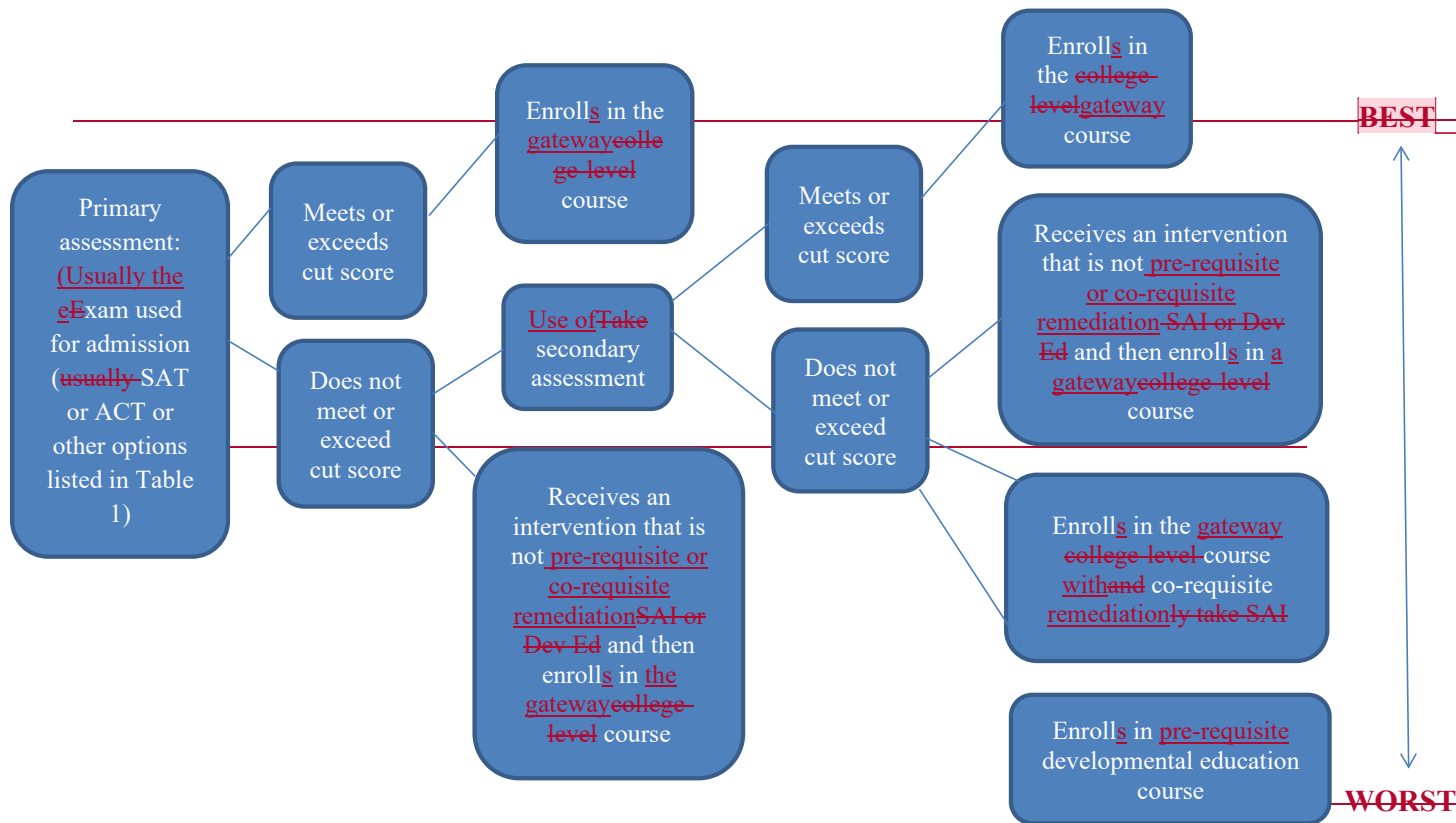 Primary
assessment:
(Usually the
eExam used
for admission
(usually SAT
or ACT or
other options
listed in Table
1)
Meets or
exceeds
cut score
Does not
meet or
exceed
cut score
Enrolls in the
gatewaycolle
ge-level
course
Use ofTake
secondary
assessment
Receives an
intervention that is
not pre-requisite or
co-requisite
remediationSAI or
Dev Ed and then
enrolls in the
gatewaycollege-
level course
Meets or
exceeds
cut score
Does not
meet or
exceed
cut score
Enrolls in
the college-
levelgateway
course
Receives an intervention
that is not pre-requisite
or co-requisite
remediation SAI or Dev
Ed and then enrolls in a
gatewaycollege-level
course
Enrolls in the gateway
college-level course
withand co-requisite
remediationly take SAI
Enrolls in pre-requisite
developmental education
course
BEST
WORST